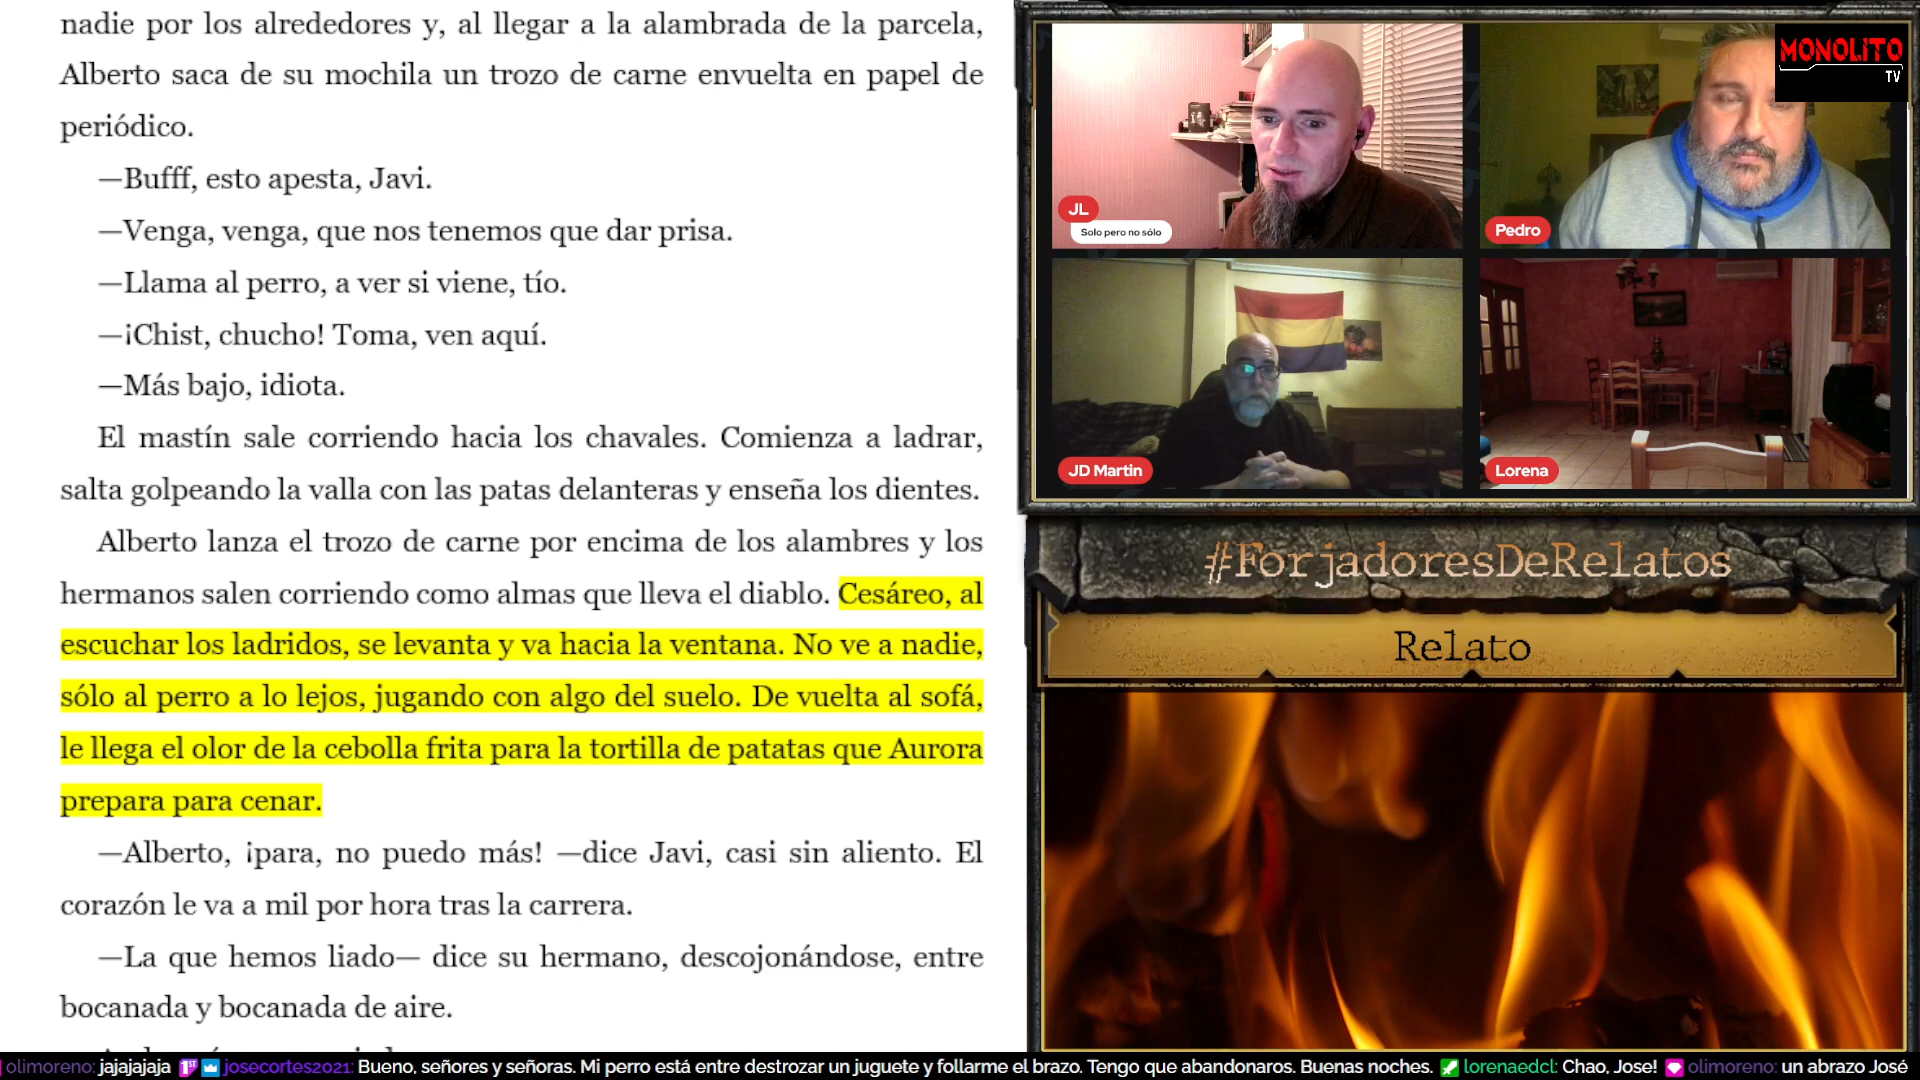 nadie por los alrededores y, al llegar a la alambrada de la parcela,
Alberto saca de su mochila un trozo de carne envuelta en papel de
periódico.
—Bufff, esto apesta, Javi.
—Venga, venga, que nos tenemos que dar prisa.
—Llama al perro, a ver si viene, tío.
—¡Chist, chucho! Toma, ven aquí.
—Más bajo, idiota.
El mastín sale corriendo hacia los chavales. Comienza a ladrar,
salta golpeando la valla con las patas delanteras y enseña los dientes.
Alberto lanza el trozo de carne por encima de los alambres y los
hermanos salen corriendo como almas que lleva el diablo. Cesáreo, al
escuchar los ladridos, se levanta y va hacia la ventana. No ve a nadie,
sólo al perro a lo lejos, jugando con algo del suelo. De vuelta al sofá,
le llega el olor de la cebolla frita para la tortilla de patatas que Aurora
prepara para cenar.
—Alberto, ¡para, no puedo más! —dice Javi, casi sin aliento. El
corazón le va a mil por hora tras la carrera.
—La que hemos liado— dice su hermano, descojonándose, entre
bocanada y bocanada de aire.
MONOLITO
TV
JL
Solo pero no sólo
Pedro
JD Martin
Lorena
#ForjadoresDeRelatos
Relato
olimoreno: jajajajaja 1st josecortes2021: Bueno, señores y señoras. Mi perro está entre destrozar un juguete y follarme el brazo. Tengo que abandonaros. Buenas noches. lorenaedcl: Chao, Jose! olimoreno: un abrazo José